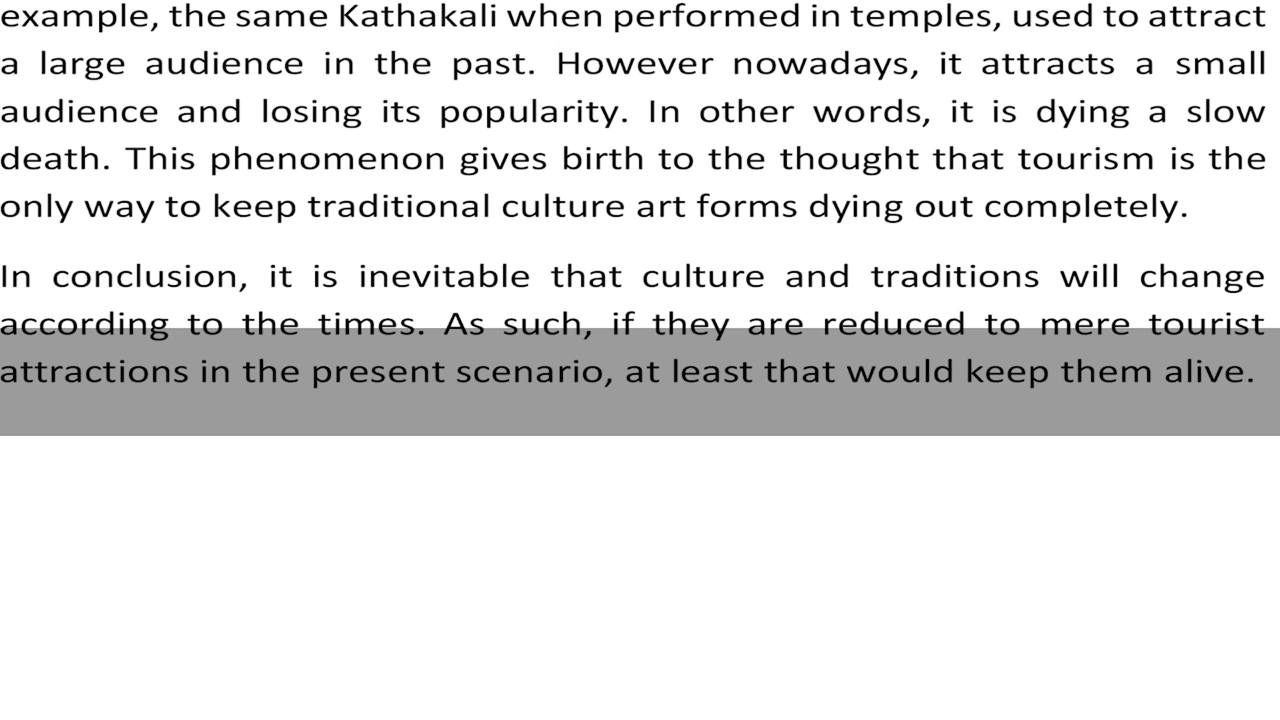 example, the same Kathakali when performed in temples, used to attract
a large audience in the past. However nowadays, it attracts a small
audience and losing its popularity. In other words, it is dying a slow
death. This phenomenon gives birth to the thought that tourism is the
only way to keep traditional culture art forms dying out completely.
In conclusion, it is inevitable that culture and traditions will change
according to the times. As such, if they are reduced to mere tourist
attractions in the present scenario, at least that would keep them alive.